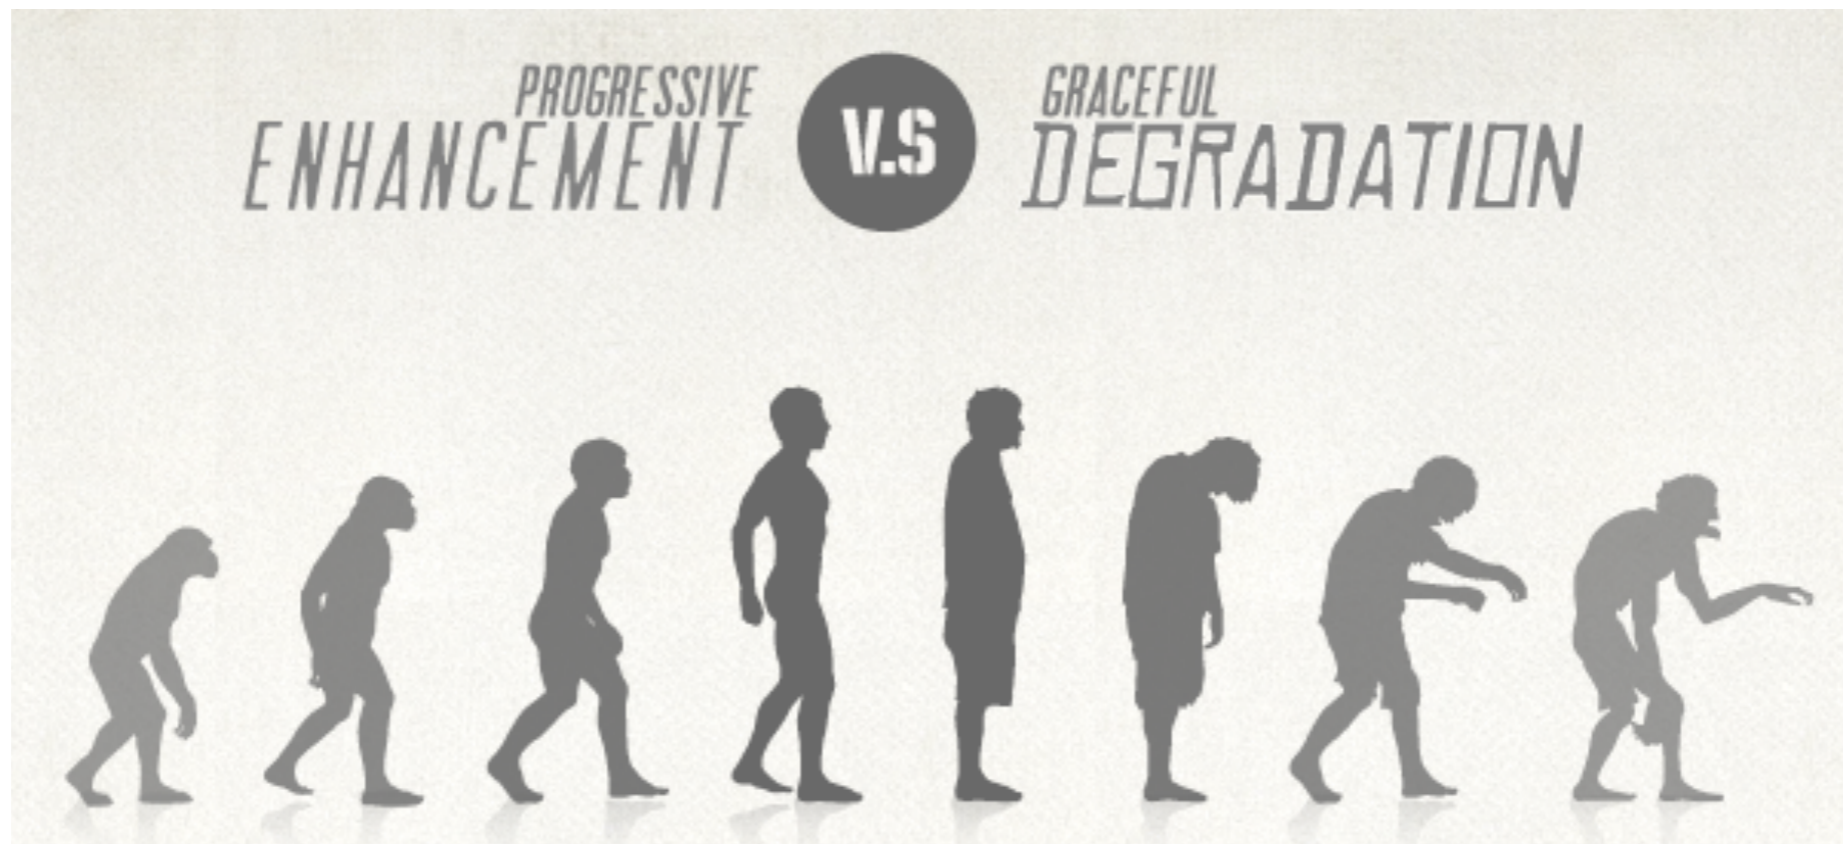 PROGRESSIVE
ENHANCEMENT
V.S
GRACEFUL
DEGRADATION